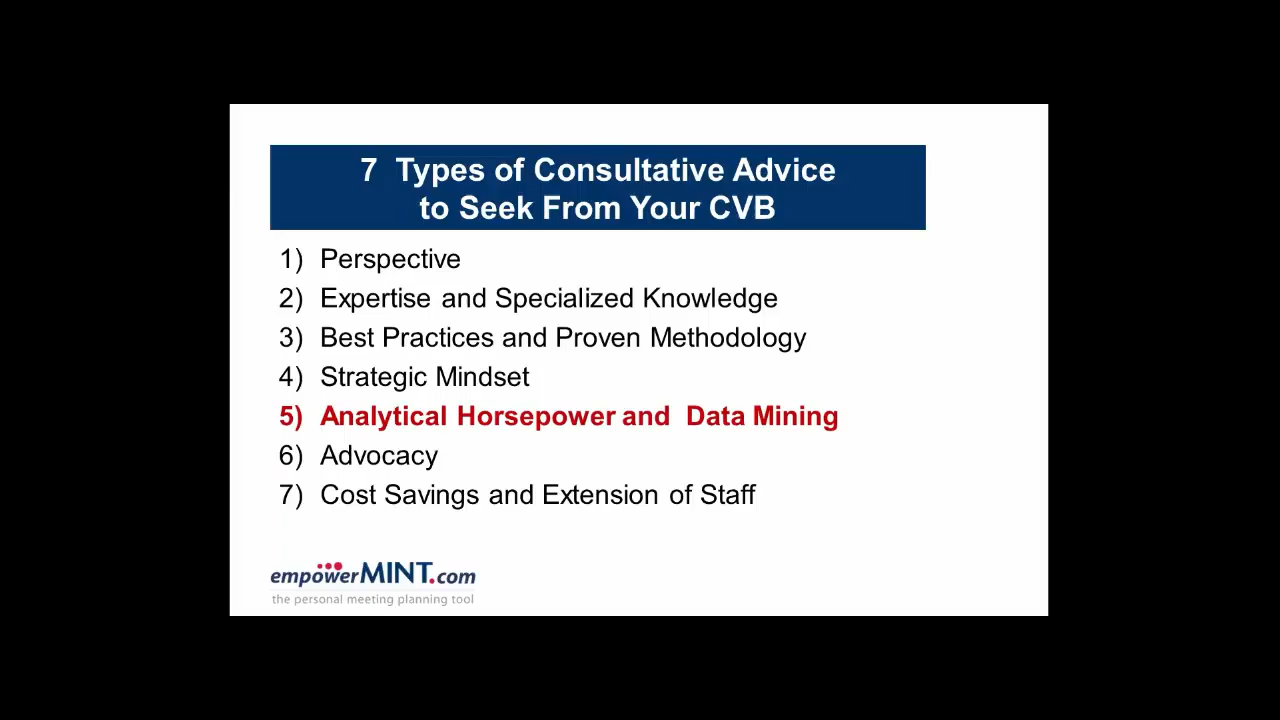 7 Types of Consultative Advice
to Seek From Your CVB
1) Perspective
2) Expertise and Specialized Knowledge
3) Best Practices and Proven Methodology
4) Strategic Mindset
5) Analytical Horsepower and Data Mining
6) Advocacy
7) Cost Savings and Extension of Staff
empowerMINT.com
the personal meeting planning tool